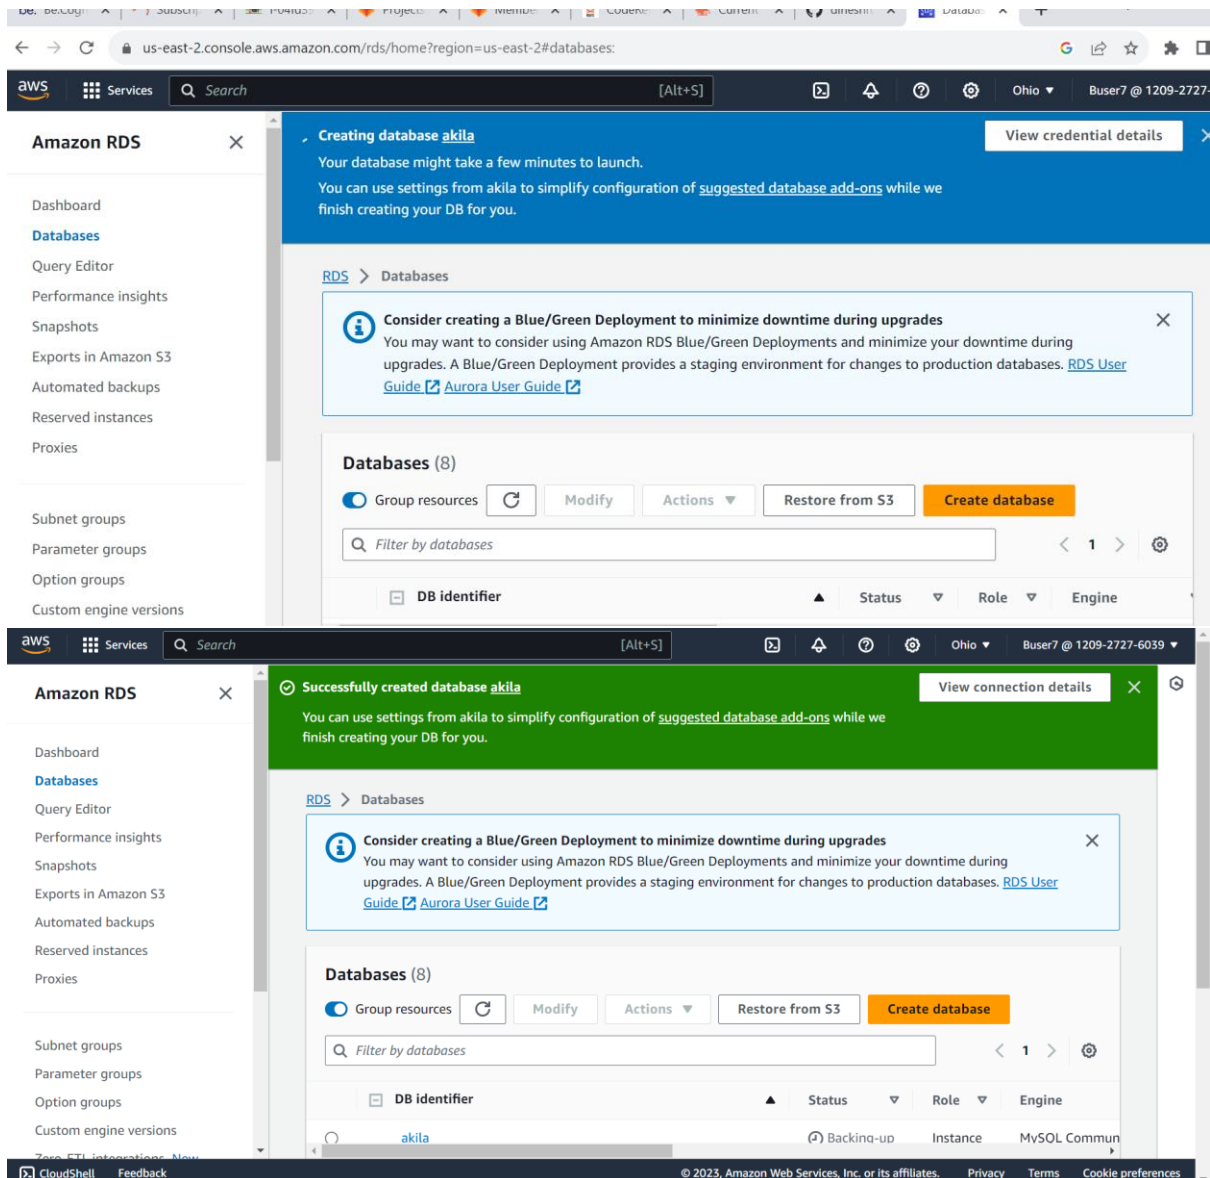 us-east-2.console.aws.amazon.com/rds/home?region=us-east-2#databases:
aws Services Search [Alt+S] Ohio ▼ Buser7 @ 1209-2727-
Amazon RDS
Dashboard
Databases
Query Editor
Performance insights
Snapshots
Exports in Amazon S3
Automated backups
Reserved instances
Proxies
Subnet groups
Parameter groups
Option groups
Custom engine versions
Creating database akila
View credential details
Your database might take a few minutes to launch.
You can use settings from akila to simplify configuration of suggested database add-ons while we
finish creating your DB for you.
RDS > Databases
Consider creating a Blue/Green Deployment to minimize downtime during upgrades
You may want to consider using Amazon RDS Blue/Green Deployments and minimize your downtime during
upgrades. A Blue/Green Deployment provides a staging environment for changes to production databases. RDS User
Guide Aurora User Guide
Databases (8)
Group resources Modify Actions ▼ Restore from S3 Create database
Filter by databases
< 1 >
DB identifier ▲ Status ▽ Role ▽ Engine
aws Services Search [Alt+S] Ohio ▼ Buser7 @ 1209-2727-6039 ▼
Amazon RDS
Dashboard
Databases
Query Editor
Performance insights
Snapshots
Exports in Amazon S3
Automated backups
Reserved instances
Proxies
Subnet groups
Parameter groups
Option groups
Custom engine versions
Zero-ETL integrations New
Successfully created database akila
View connection details
You can use settings from akila to simplify configuration of suggested database add-ons while we
finish creating your DB for you.
RDS > Databases
Consider creating a Blue/Green Deployment to minimize downtime during upgrades
You may want to consider using Amazon RDS Blue/Green Deployments and minimize your downtime during
upgrades. A Blue/Green Deployment provides a staging environment for changes to production databases. RDS User
Guide Aurora User Guide
Databases (8)
Group resources Modify Actions ▼ Restore from S3 Create database
Filter by databases
< 1 >
DB identifier ▲ Status ▽ Role ▽ Engine
akila Backing-up Instance MySQL Commun
CloudShell Feedback © 2023, Amazon Web Services, Inc. or its affiliates. Privacy Terms Cookie preferences